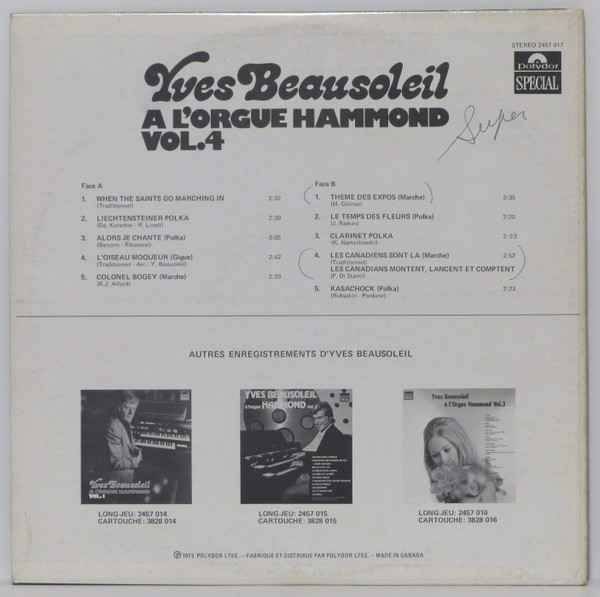 STEREO 2457 017
polydor
SPECIAL
Yves Beausoleil
A L'ORGUE HAMMOND
VOL.4
Super
Face A
1. WHEN THE SAINTS GO MARCHING IN 2:32
(Traditionnel)
2. LIECHTENSTEINER POLKA 2:39
(Ed. Kotscher - R. Lindt)
3. ALORS JE CHANTE (Polka) 3:05
4. L'OISEAU MOQUEUR (Gigue) 2:42
(Traditionnel - Arr.: Y. Beausoleil)
5. COLONEL BOGEY (Marche) 2:29
(K.J. Alford)
Face B
1. THEME DES EXPOS (Marche) 2:35
(M. Gélinas)
2. LE TEMPS DES FLEURS (Polka) 2:20
(J. Raskin)
3. CLARINET POLKA 2:23
(K. Namyslowski)
4. LES CANADIENS SONT LA (Marche) 2:52
(Traditionnel)
LES CANADIANS MONTENT, LANCENT ET COMPTENT
(P. Di Stasio)
5. KASACHOCK (Polka) 2:23
(Rubaskin - Perdone)
AUTRES ENREGISTREMENTS D'YVES BEAUSOLEIL
Yves Beausoleil
A L'ORGUE HAMMOND
VOL.1
LONG-JEU: 2457 014
CARTOUCHE: 3828 014
YVES BEAUSOLEIL
à l'orgue HAMMOND Vol.2
LONG-JEU: 2457 015
CARTOUCHE: 3828 015
Yves Beausoleil
à l'orgue Hammond Vol.3
LONG-JEU: 2457 016
CARTOUCHE: 3828 016
Ⓟ 1973 POLYDOR LTEE. – FABRIQUE ET DISTRIBUE PAR POLYDOR LTEE. – MADE IN CANADA